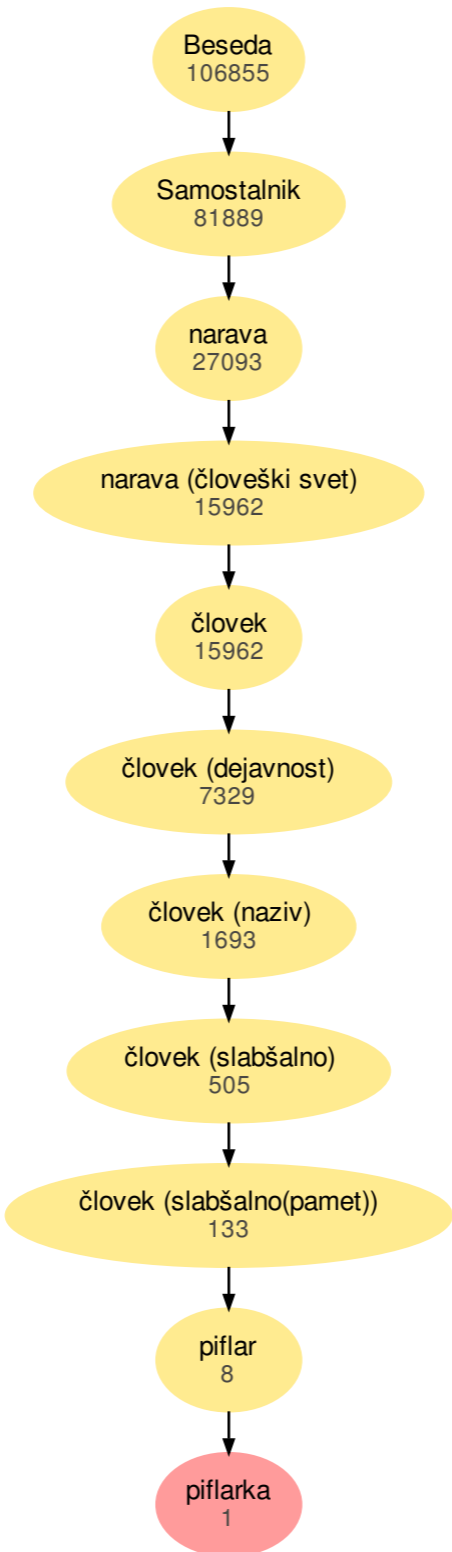 Beseda
106855
Samostalnik
81889
narava
27093
narava (človeški svet)
15962
človek
15962
človek (dejavnost)
7329
človek (naziv)
1693
človek (slabšalno)
505
človek (slabšalno(pamet))
133
piflar
8
piflarka
1